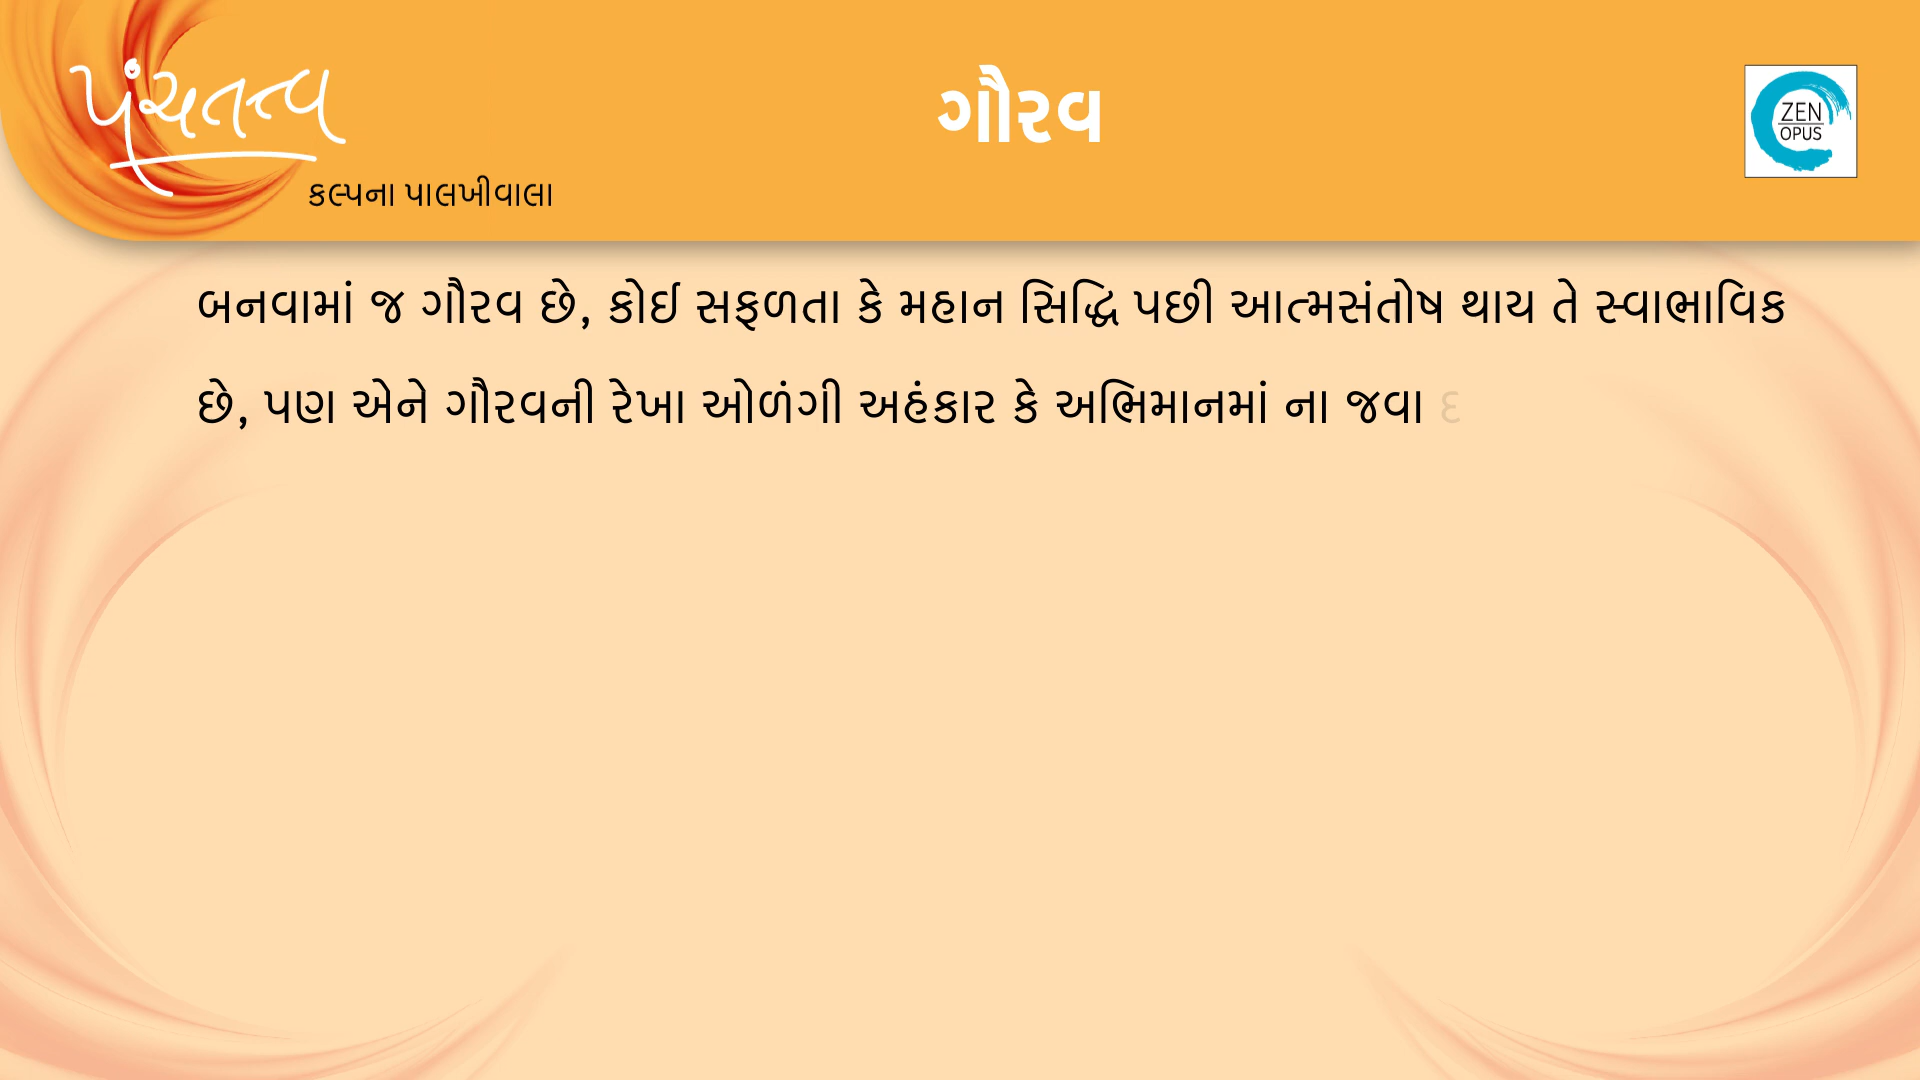 પંચતત્વ
ગૌરવ
ZEN
OPUS
કલ્પના પાલખીવાલા
બનવામાં જ ગૌરવ છે, કોઈ સફળતા કે મહાન સિદ્ધિ પછી આત્મસંતોષ થાય તે સ્વાભાવિક
છે, પણ એને ગૌરવની રેખા ઓળંગી અહંકાર કે અભિમાનમાં ના જવા દ